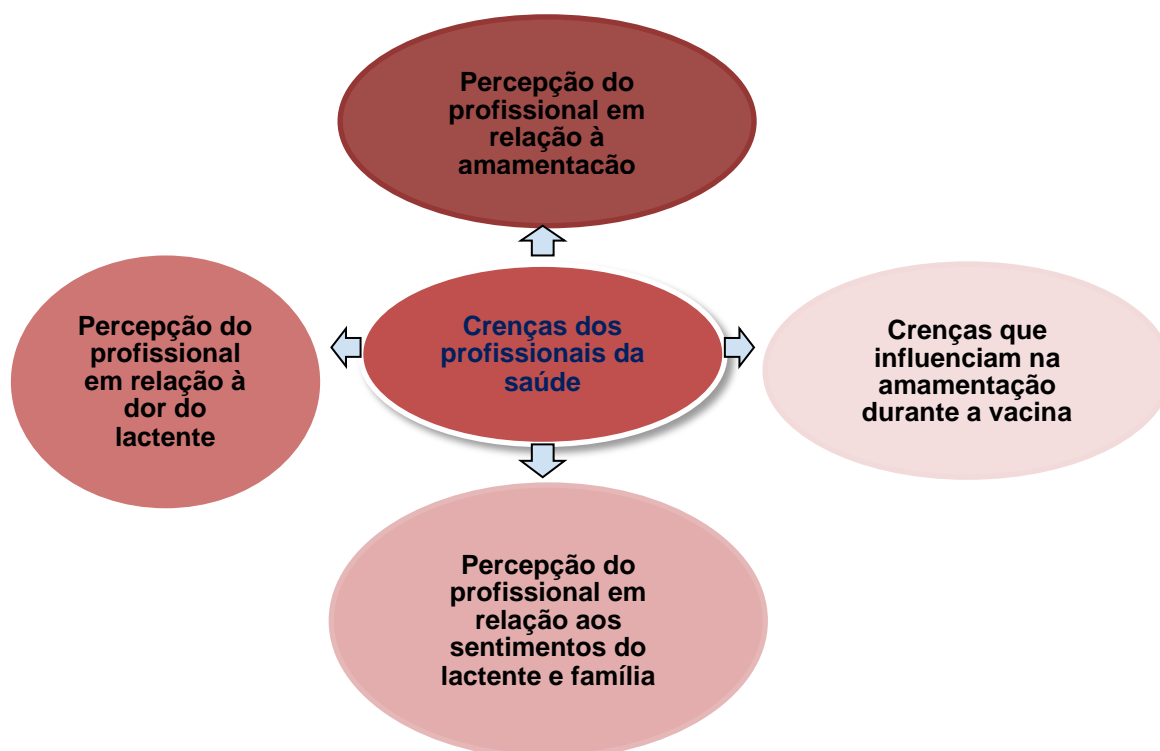 Percepção do
profissional em
relação à
amamentacão
Percepção do
profissional
em relação à
dor do
lactente
Crenças dos
profissionais da
saúde
Crenças que
influenciam na
amamentação
durante a vacina
Percepção do
profissional em
relação aos
sentimentos do
lactente e família